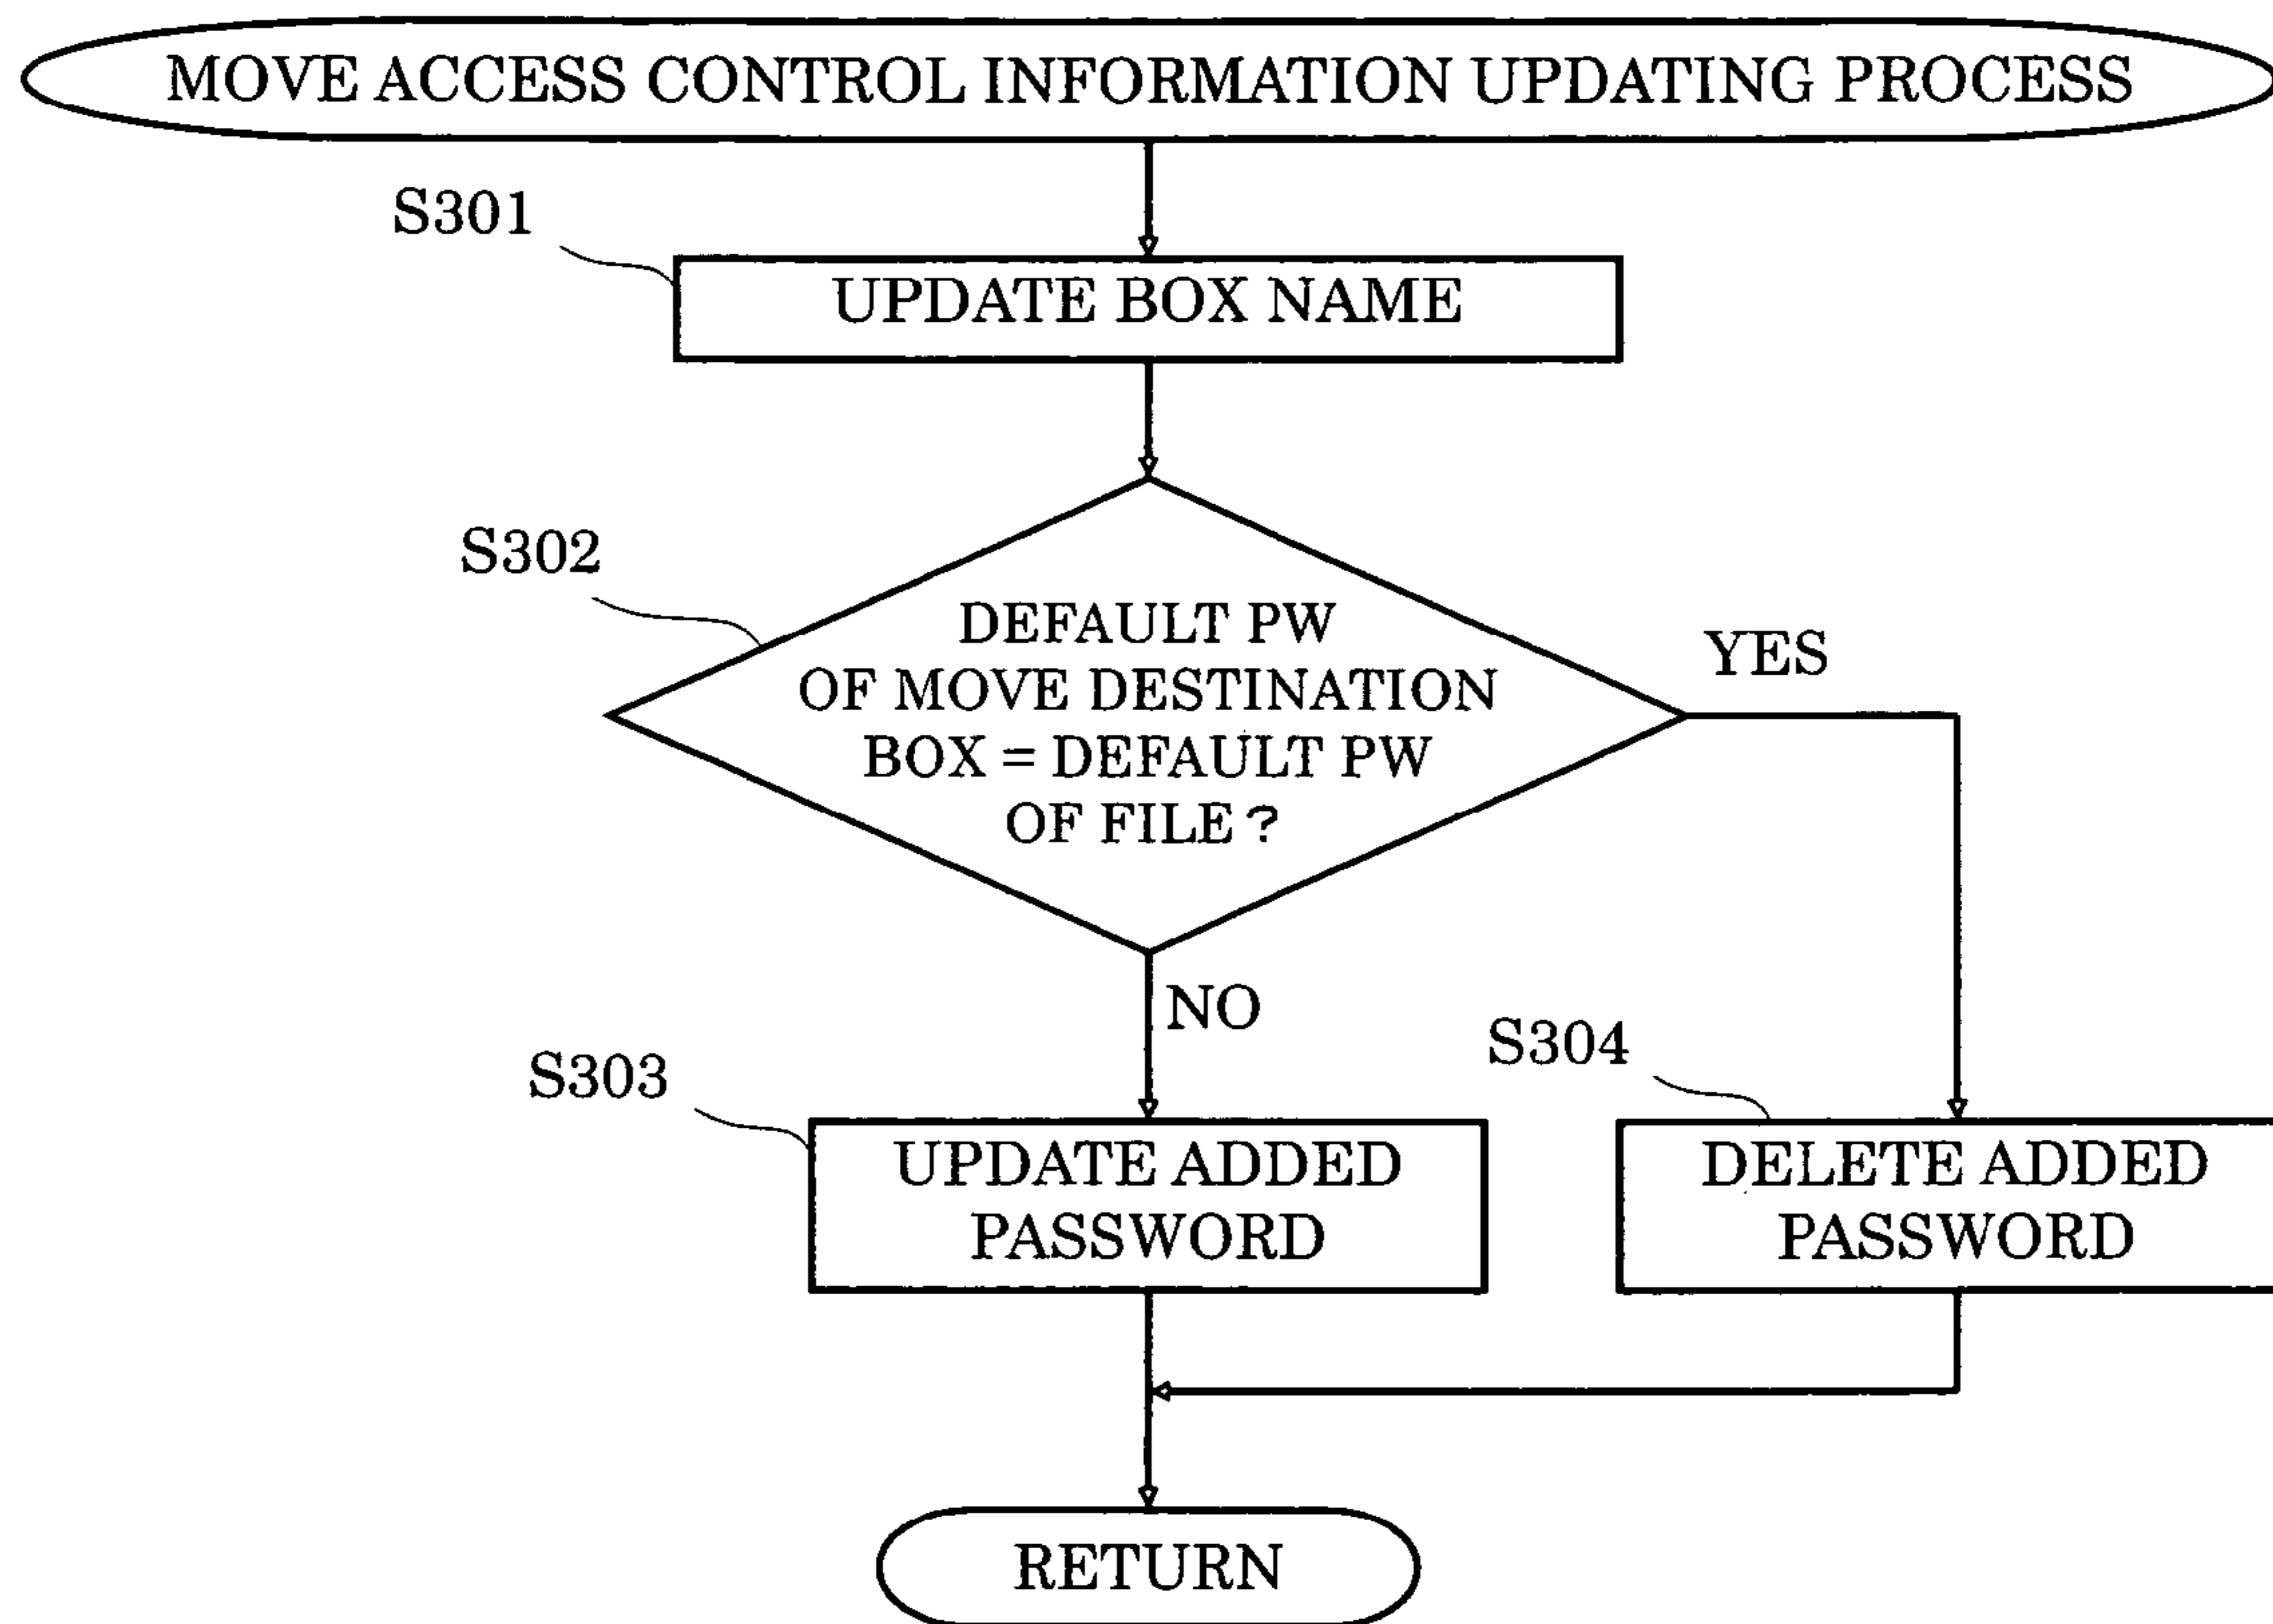 MOVE ACCESS CONTROL INFORMATION UPDATING PROCESS
S301
UPDATE BOX NAME
S302
DEFAULT PW
OF MOVE DESTINATION
BOX = DEFAULT PW
OF FILE ?
YES
NO
S303
UPDATE ADDED
PASSWORD
S304
DELETE ADDED
PASSWORD
RETURN